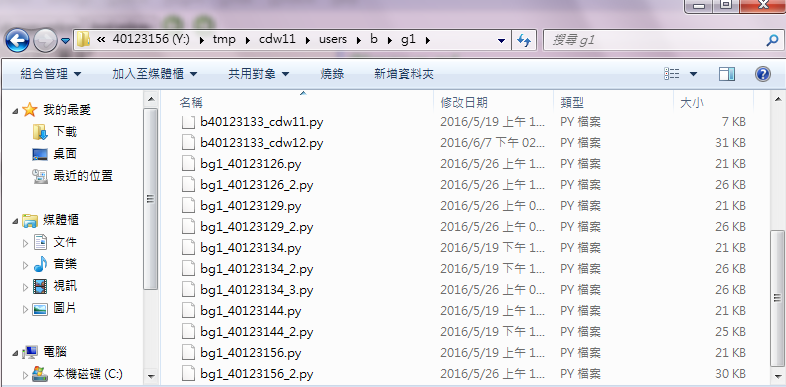 40123156 (Y:) tmp cdw11 users b g1 搜尋 g1
組合管理 加入至媒體櫃 共用對象 燒錄 新增資料夾
我的最愛
下載
桌面
最近的位置
媒體櫃
文件
音樂
視訊
圖片
電腦
本機磁碟 (C:)
名稱 修改日期 類型 大小
b40123133_cdw11.py 2016/5/19 上午 1... PY 檔案 7 KB
b40123133_cdw12.py 2016/6/7 下午 02... PY 檔案 31 KB
bg1_40123126.py 2016/5/26 上午 1... PY 檔案 21 KB
bg1_40123126_2.py 2016/5/26 上午 1... PY 檔案 26 KB
bg1_40123129.py 2016/5/26 上午 0... PY 檔案 21 KB
bg1_40123129_2.py 2016/5/26 上午 0... PY 檔案 26 KB
bg1_40123134.py 2016/5/19 下午 1... PY 檔案 21 KB
bg1_40123134_2.py 2016/5/19 下午 1... PY 檔案 26 KB
bg1_40123134_3.py 2016/5/26 上午 0... PY 檔案 26 KB
bg1_40123144.py 2016/5/19 上午 1... PY 檔案 21 KB
bg1_40123144_2.py 2016/5/19 下午 1... PY 檔案 25 KB
bg1_40123156.py 2016/5/19 上午 1... PY 檔案 21 KB
bg1_40123156_2.py 2016/5/26 上午 1... PY 檔案 30 KB